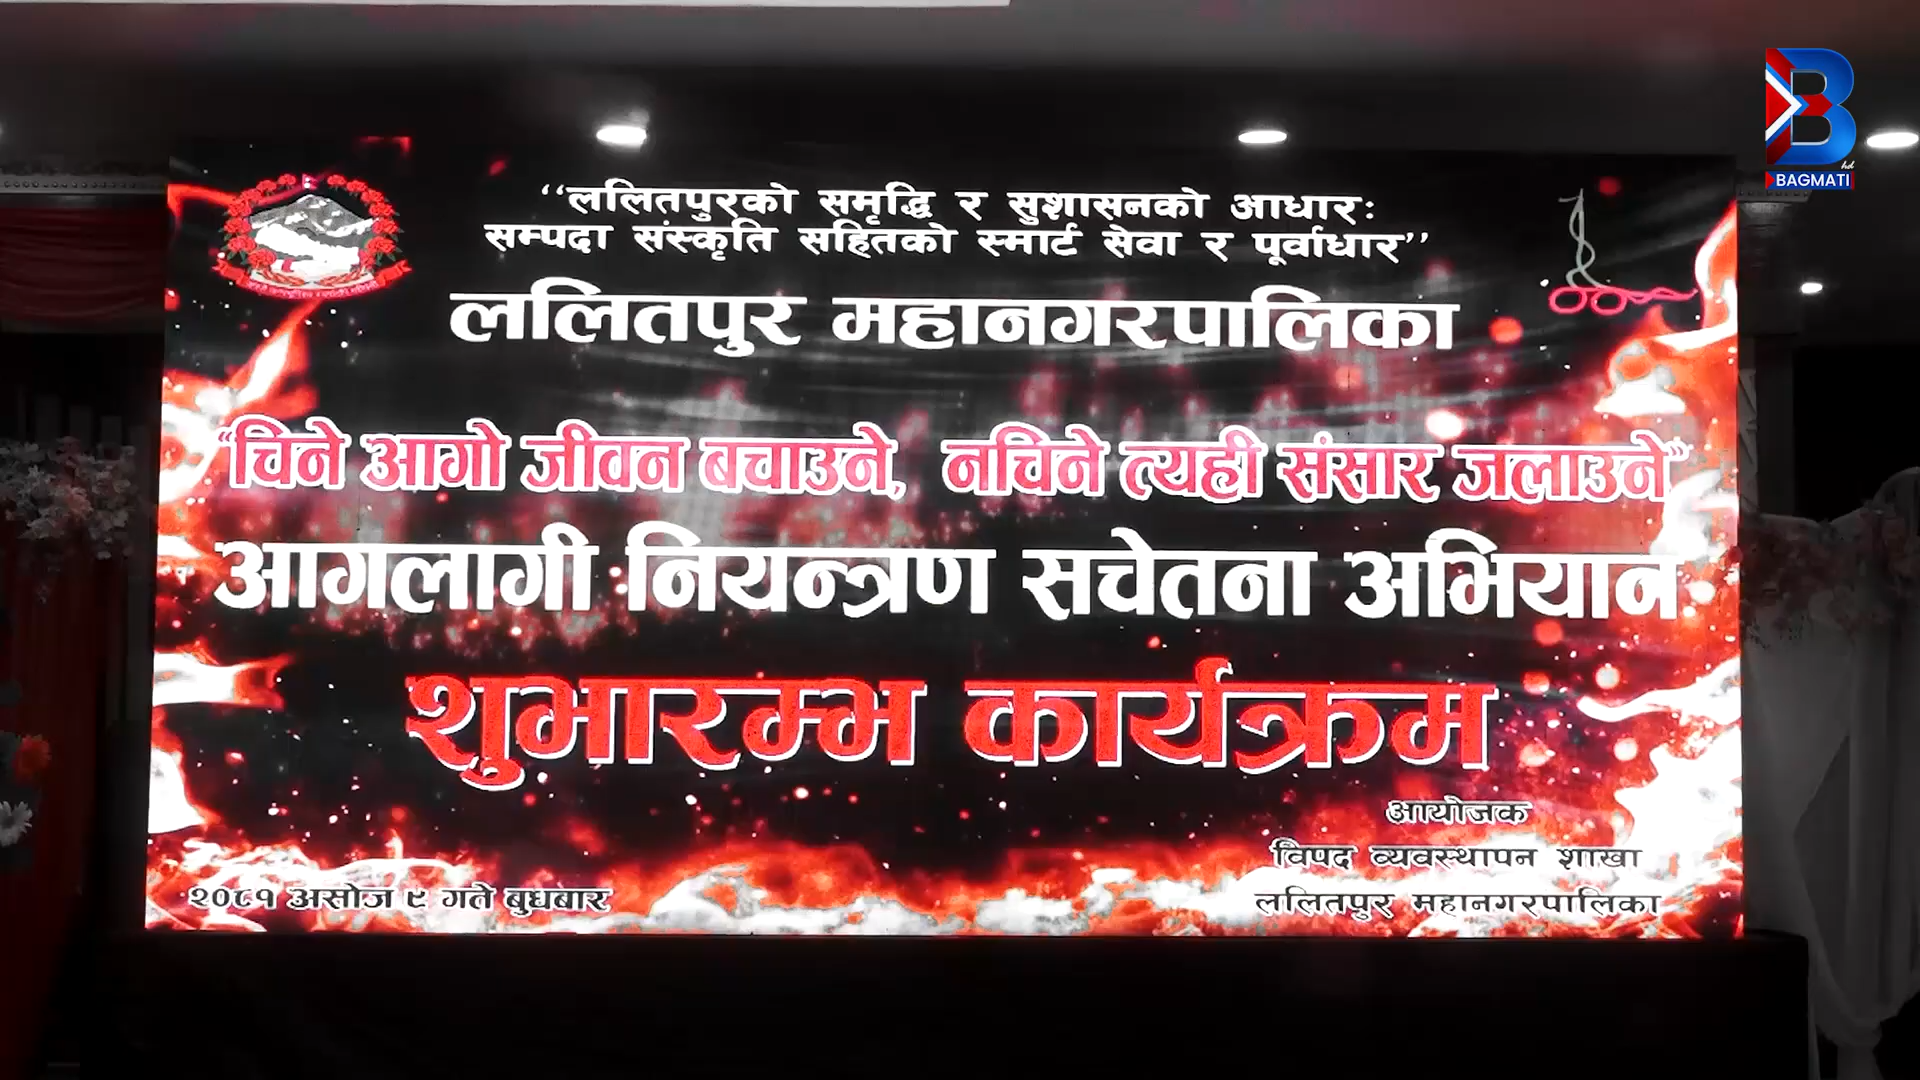 ‘‘ललितपुरको समृद्धि र सुशासनको आधारः
सम्पदा संस्कृति सहितको स्मार्ट सेवा र पूर्वाधार’’
ललितपुर महानगरपालिका
“चिने आगो जीवन बचाउने, नचिने त्यही संसार जलाउने”
आगलागी नियन्त्रण सचेतना अभियान
शुभारम्भ कार्यक्रम
आयोजक
विपद व्यवस्थापन शाखा
ललितपुर महानगरपालिका
२०८१ असोज ९ गते बुधबार
B
hd
BAGMATI